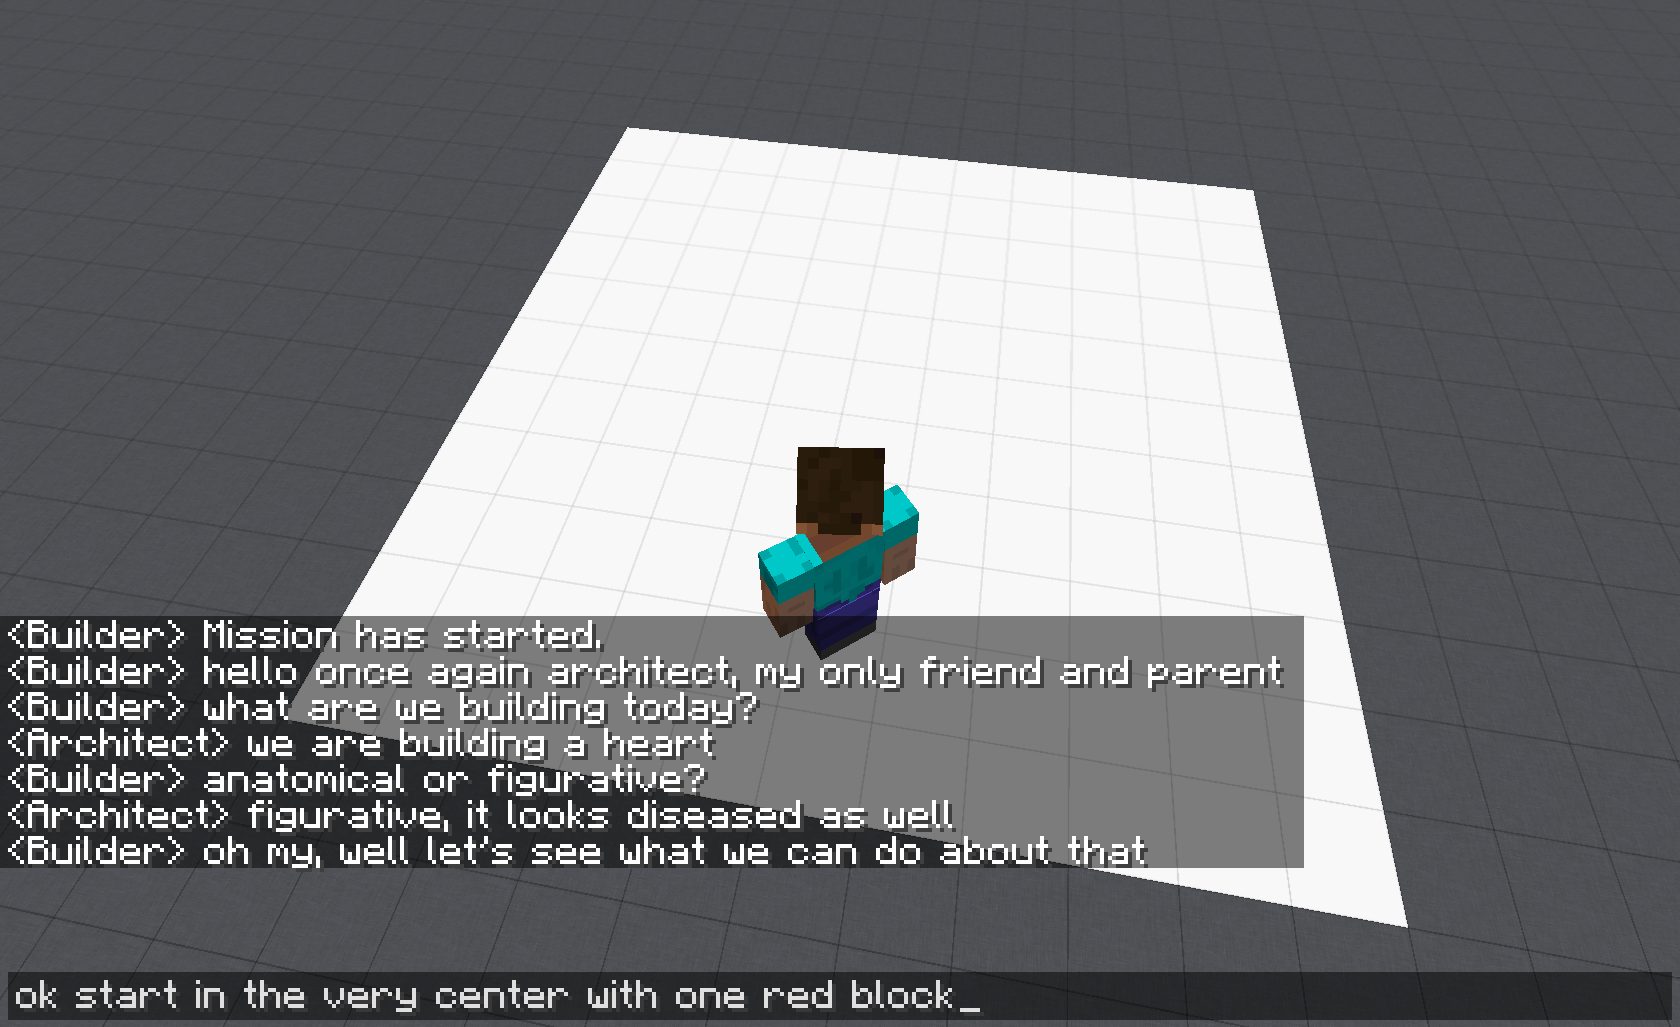 <Builder> Mission has started.
<Builder> hello once again architect, my only friend and parent
<Builder> what are we building today?
<Architect> we are building a heart
<Builder> anatomical or figurative?
<Architect> figurative, it looks diseased as well
<Builder> oh my, well let's see what we can do about that
ok start in the very center with one red block_